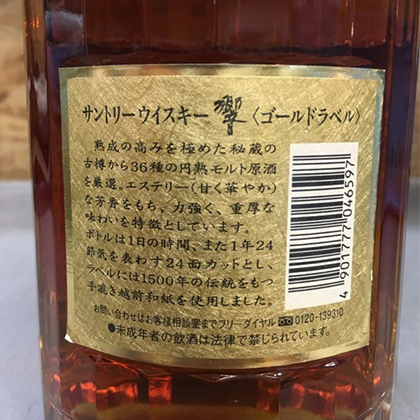 サントリーウイスキー 響 〈ゴールドラベル〉
熟成の高みを極めた秘蔵の
古樽から36種の円熟モルト原酒
を厳選。エステリー(甘く華やか)
な芳香をもち、力強く、重厚な
味わいを特徴としています。
ボトルは1日の時間、また1年24
節気を表わす24面カットとし、
ラベルには1500年の伝統をもつ
手漉き越前和紙を使用しました。
お問い合わせはお客様相談室までフリーダイヤル 0120-139310
●未成年者の飲酒は法律で禁じられています。
4 901777 046597